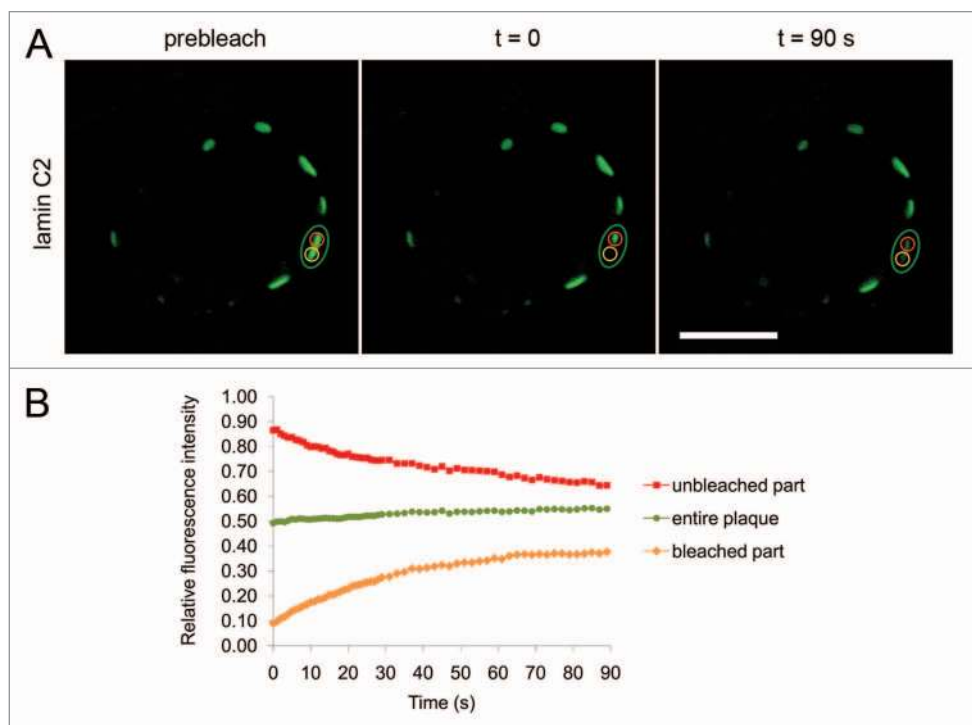 A
prebleach
t = 0
t = 90 s
lamin C2
B
Relative fluorescence intensity
1.00
0.90
0.80
0.70
0.60
0.50
0.40
0.30
0.20
0.10
0.00
0 10 20 30 40 50 60 70 80 90
Time (s)
unbleached part
entire plaque
bleached part